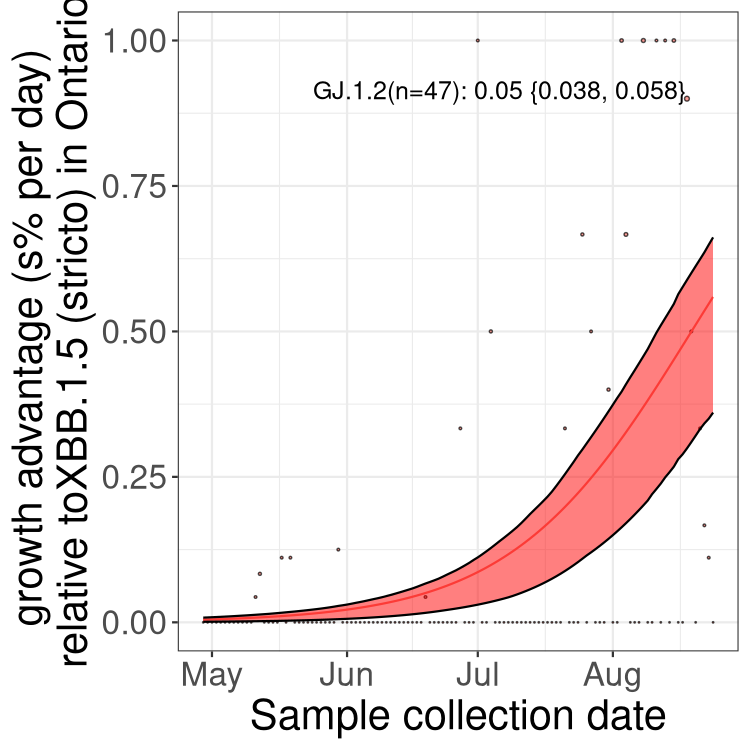 growth advantage (s% per day)
relative toXBB.1.5 (stricto) in Ontario
1.00
0.75
0.50
0.25
0.00
GJ.1.2(n=47): 0.05 {0.038, 0.058}
May Jun Jul Aug
Sample collection date